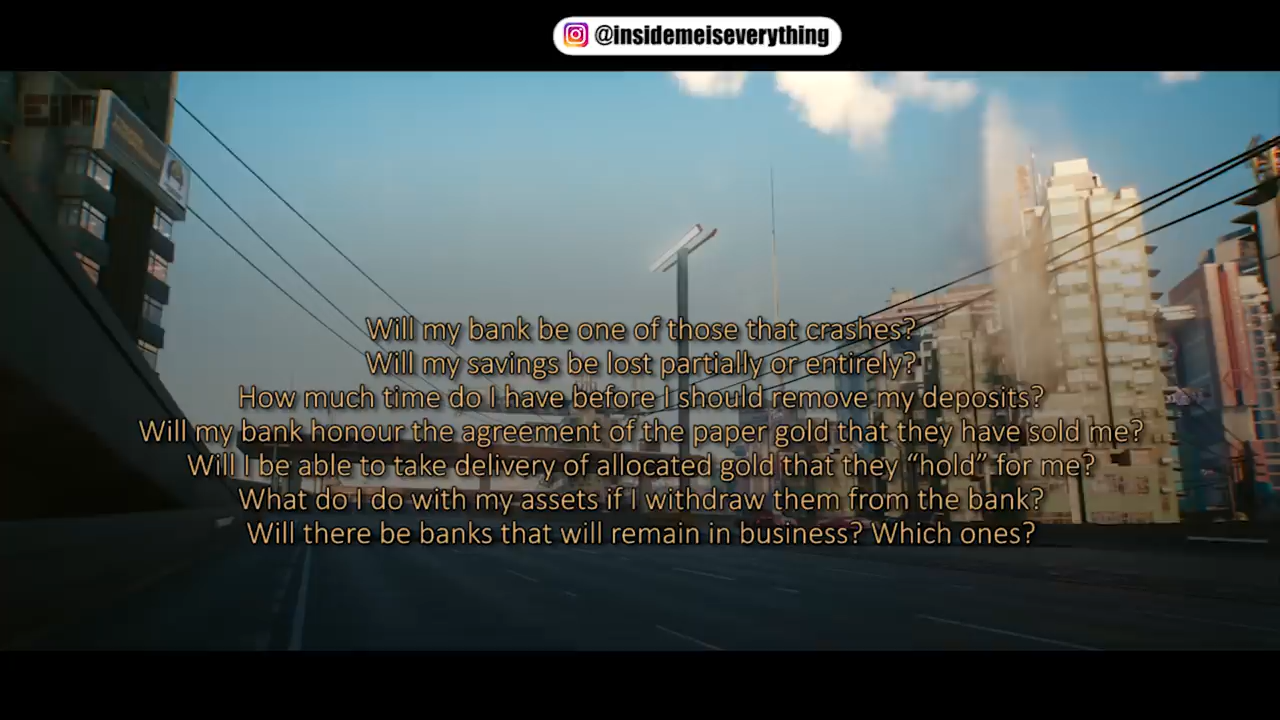 @insidemeiseverything
Will my bank be one of those that crashes?
Will my savings be lost partially or entirely?
How much time do I have before I should remove my deposits?
Will my bank honour the agreement of the paper gold that they have sold me?
Will I be able to take delivery of allocated gold that they “hold” for me?
What do I do with my assets if I withdraw them from the bank?
Will there be banks that will remain in business? Which ones?